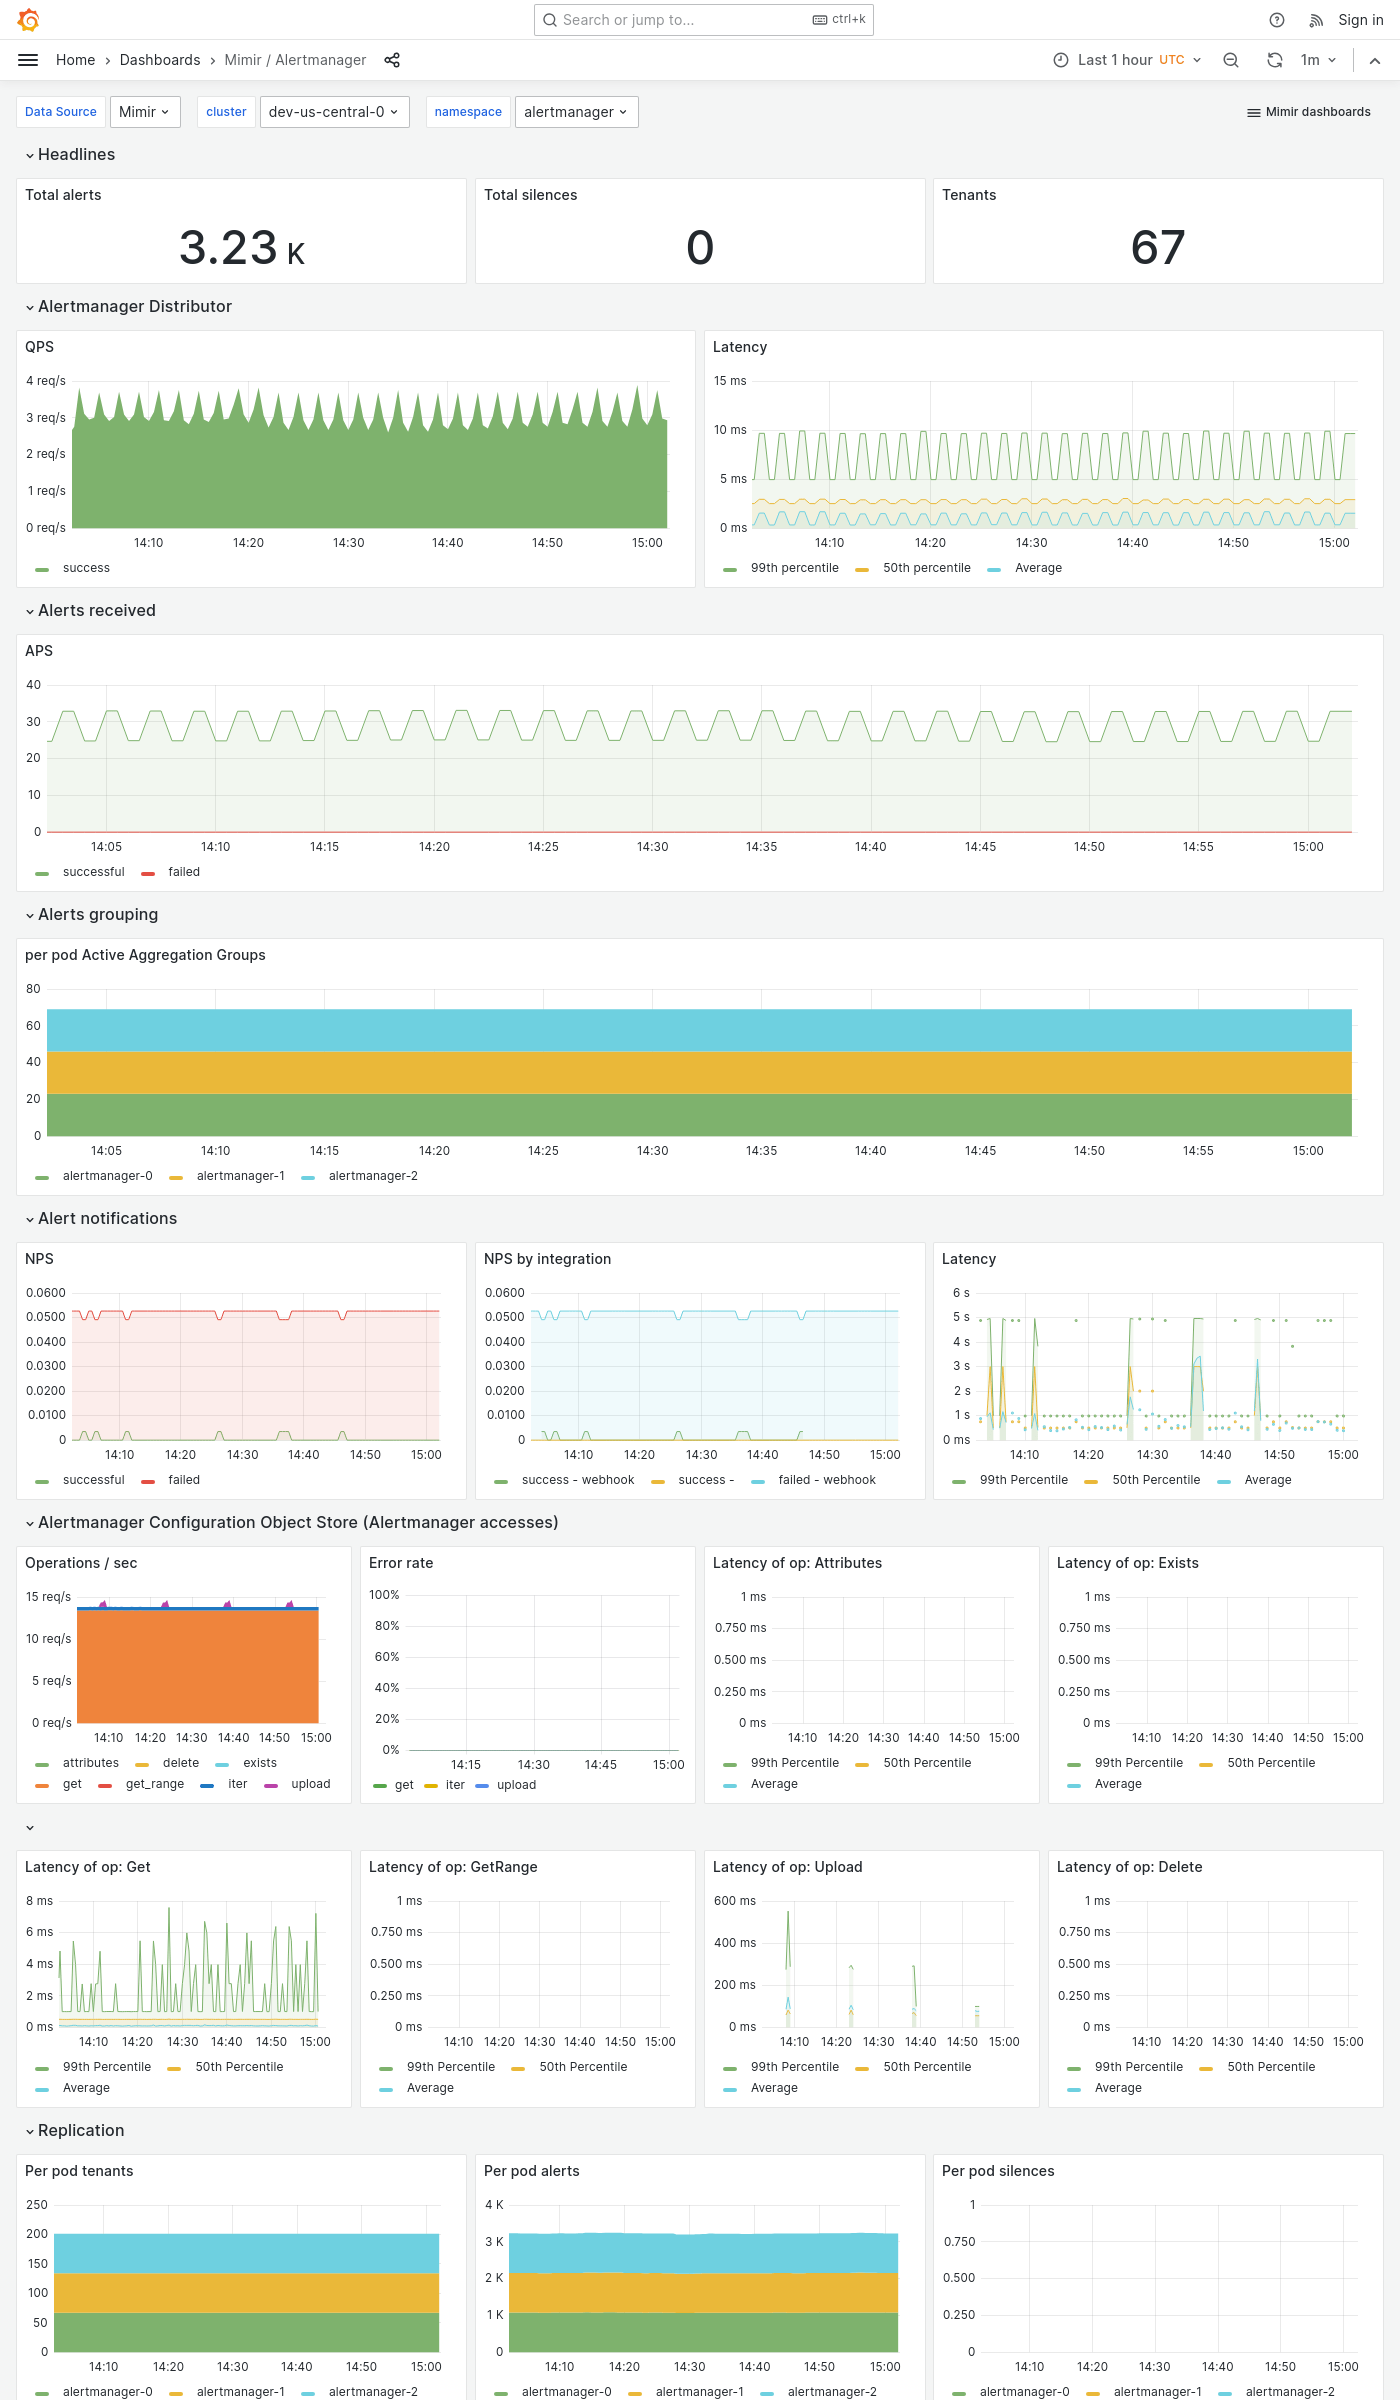 Search or jump to... ctrl+k Sign in
Home Dashboards Mimir / Alertmanager Last 1 hour UTC 1m
Data Source Mimir cluster dev-us-central-0 namespace alertmanager Mimir dashboards
Headlines
Total alerts Total silences Tenants
3.23 K 0 67
Alertmanager Distributor
QPS
4 req/s
3 req/s
2 req/s
1 req/s
0 req/s
14:10 14:20 14:30 14:40 14:50 15:00
success
Latency
15 ms
10 ms
5 ms
0 ms
14:10 14:20 14:30 14:40 14:50 15:00
99th percentile 50th percentile Average
Alerts received
APS
40
30
20
10
0
14:05 14:10 14:15 14:20 14:25 14:30 14:35 14:40 14:45 14:50 14:55 15:00
successful failed
Alerts grouping
per pod Active Aggregation Groups
80
60
40
20
0
14:05 14:10 14:15 14:20 14:25 14:30 14:35 14:40 14:45 14:50 14:55 15:00
alertmanager-0 alertmanager-1 alertmanager-2
Alert notifications
NPS
0.0600
0.0500
0.0400
0.0300
0.0200
0.0100
0
14:10 14:20 14:30 14:40 14:50 15:00
successful failed
NPS by integration
0.0600
0.0500
0.0400
0.0300
0.0200
0.0100
0
14:10 14:20 14:30 14:40 14:50 15:00
success - webhook success - failed - webhook
Latency
6 s
5 s
4 s
3 s
2 s
1 s
0 ms
14:10 14:20 14:30 14:40 14:50 15:00
99th Percentile 50th Percentile Average
Alertmanager Configuration Object Store (Alertmanager accesses)
Operations / sec
15 req/s
10 req/s
5 req/s
0 req/s
14:10 14:20 14:30 14:40 14:50 15:00
attributes delete exists
get get_range iter upload
Error rate
100%
80%
60%
40%
20%
0%
14:15 14:30 14:45 15:00
get iter upload
Latency of op: Attributes
1 ms
0.750 ms
0.500 ms
0.250 ms
0 ms
14:10 14:20 14:30 14:40 14:50 15:00
99th Percentile 50th Percentile
Average
Latency of op: Exists
1 ms
0.750 ms
0.500 ms
0.250 ms
0 ms
14:10 14:20 14:30 14:40 14:50 15:00
99th Percentile 50th Percentile
Average
Latency of op: Get
8 ms
6 ms
4 ms
2 ms
0 ms
14:10 14:20 14:30 14:40 14:50 15:00
99th Percentile 50th Percentile
Average
Latency of op: GetRange
1 ms
0.750 ms
0.500 ms
0.250 ms
0 ms
14:10 14:20 14:30 14:40 14:50 15:00
99th Percentile 50th Percentile
Average
Latency of op: Upload
600 ms
400 ms
200 ms
0 ms
14:10 14:20 14:30 14:40 14:50 15:00
99th Percentile 50th Percentile
Average
Latency of op: Delete
1 ms
0.750 ms
0.500 ms
0.250 ms
0 ms
14:10 14:20 14:30 14:40 14:50 15:00
99th Percentile 50th Percentile
Average
Replication
Per pod tenants
250
200
150
100
50
0
14:10 14:20 14:30 14:40 14:50 15:00
alertmanager-0 alertmanager-1 alertmanager-2
Per pod alerts
4 K
3 K
2 K
1 K
0
14:10 14:20 14:30 14:40 14:50 15:00
alertmanager-0 alertmanager-1 alertmanager-2
Per pod silences
1
0.750
0.500
0.250
0
14:10 14:20 14:30 14:40 14:50 15:00
alertmanager-0 alertmanager-1 alertmanager-2